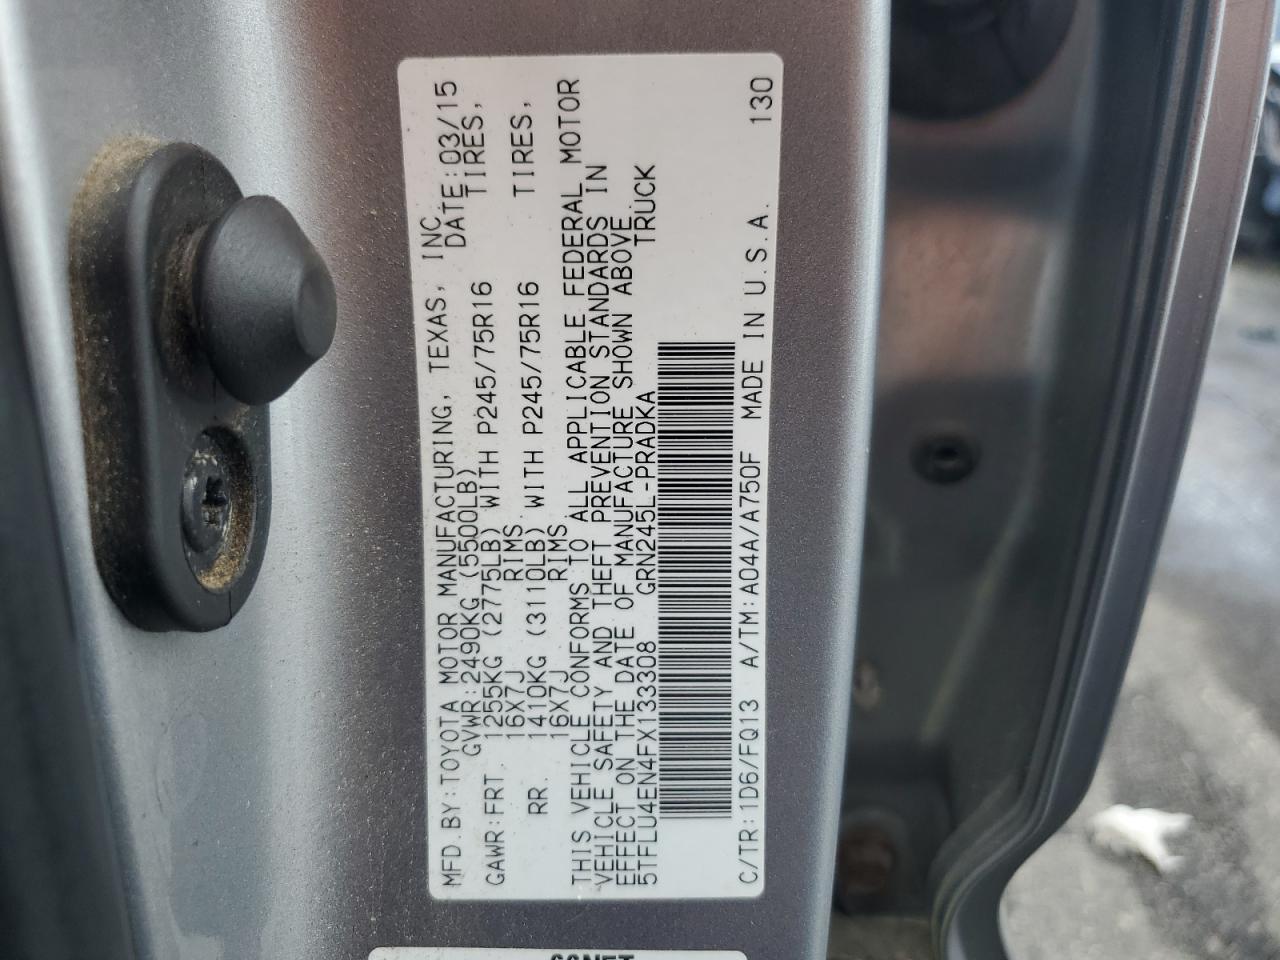 MFD.BY:TOYOTA MOTOR MANUFACTURING, TEXAS, INC.
GVWR:2490KG (5500LB) DATE:03/15
GAWR:FRT. 1255KG (2775LB) WITH P245/75R16 TIRES,
16X7J RIMS
RR. 1410KG (3110LB) WITH P245/75R16 TIRES,
16X7J RIMS
THIS VEHICLE CONFORMS TO ALL APPLICABLE FEDERAL MOTOR
VEHICLE SAFETY AND THEFT PREVENTION STANDARDS IN
EFFECT ON THE DATE OF MANUFACTURE SHOWN ABOVE.
5TFLU4EN4FX133308 GRN245L-PRADKA TRUCK
C/TR:1D6/FQ13 A/TM:A04A/A750F MADE IN U.S.A. 130